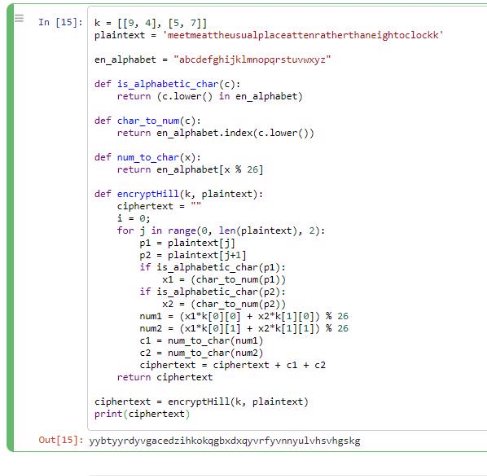 In [15]: k = [[9, 4], [5, 7]]
plaintext = 'meetmeattheusualplaceattenratherthaneightoclockk'
en_alphabet = "abcdefghijklmnopqrstuvwxyz"
def is_alphabetic_char(c):
return (c.lower() in en_alphabet)
def char_to_num(c):
return en_alphabet.index(c.lower())
def num_to_char(x):
return en_alphabet[x % 26]
def encryptHill(k, plaintext):
ciphertext = ""
i = 0;
for j in range(0, len(plaintext), 2):
p1 = plaintext[j]
p2 = plaintext[j+1]
if is_alphabetic_char(p1):
x1 = (char_to_num(p1))
if is_alphabetic_char(p2):
x2 = (char_to_num(p2))
num1 = (x1*k[0][0] + x2*k[1][0]) % 26
num2 = (x1*k[0][1] + x2*k[1][1]) % 26
c1 = num_to_char(num1)
c2 = num_to_char(num2)
ciphertext = ciphertext + c1 + c2
return ciphertext
ciphertext = encryptHill(k, plaintext)
print(ciphertext)
Out[15]: yybtyyrdyvgacedzihkokqgbxdxqyvrfyvnnyulvhsvhgskg